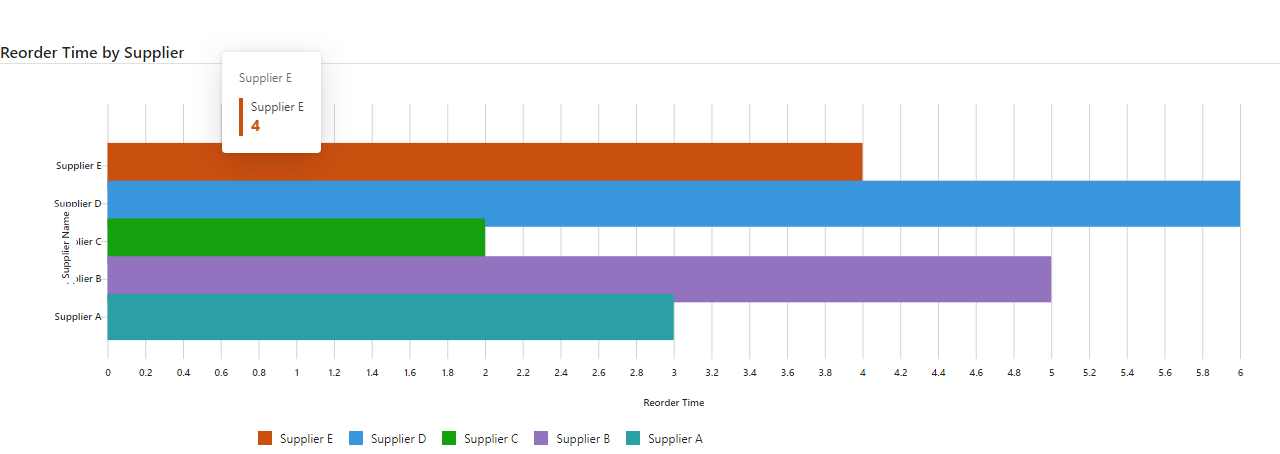 Reorder Time by Supplier
Supplier E
Supplier E
4
Supplier E
Supplier D
Supplier Name
plier C
plier B
Supplier A
0 0.2 0.4 0.6 0.8 1 1.2 1.4 1.6 1.8 2 2.2 2.4 2.6 2.8 3 3.2 3.4 3.6 3.8 4 4.2 4.4 4.6 4.8 5 5.2 5.4 5.6 5.8 6
Reorder Time
Supplier E Supplier D Supplier C Supplier B Supplier A